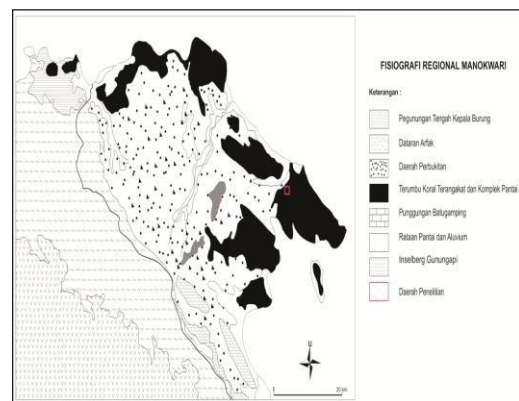 FISIOGRAFI REGIONAL MANOKWARI
Keterangan :
Pegunungan Tengah Kepala Burung
Dataran Arfak
Daerah Perbukitan
Terumbu Koral Terangakat dan Komplek Pantai
Punggungan Batugamping
Rataan Pantai dan Aluvium
Inselberg Gunungapi
Daerah Penelitian
0 20 km